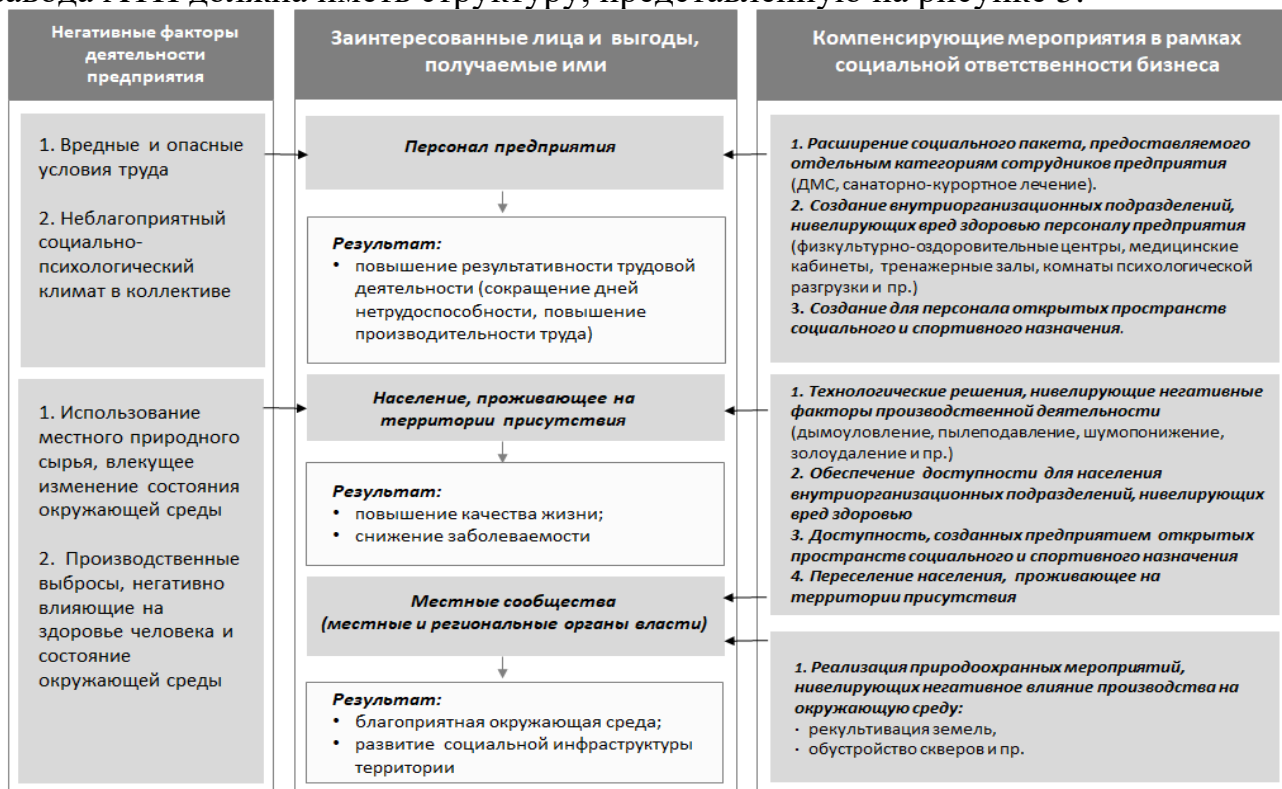 завода должна иметь структуру, представленную на рисунке
Негативные факторы
деятельности
предприятия
1. Вредные и опасные
условия труда
2. Неблагоприятный
социально-
психологический
климат в коллективе
1. Использование
местного природного
сырья, влекущее
изменение состояния
окружающей среды
2. Производственные
выбросы, негативно
влияющие на
здоровье человека и
состояние
окружающей среды
Заинтересованные лица и выгоды,
получаемые ими
Персонал предприятия
Результат:
• повышение результативности трудовой
деятельности (сокращение дней
нетрудоспособности, повышение
производительности труда)
Население, проживающее на
территории присутствия
Результат:
• повышение качества жизни;
• снижение заболеваемости
Местные сообщества
(местные и региональные органы власти)
Результат:
• благоприятная окружающая среда;
• развитие социальной инфраструктуры
территории
Компенсирующие мероприятия в рамках
социальной ответственности бизнеса
1. Расширение социального пакета, предоставляемого
отдельным категориям сотрудников предприятия
(ДМС, санаторно-курортное лечение).
2. Создание внутриорганизационных подразделений,
нивелирующих вред здоровью персоналу предприятия
(физкультурно-оздоровительные центры, медицинские
кабинеты, тренажерные залы, комнаты психологической
разгрузки и пр.)
3. Создание для персонала открытых пространств
социального и спортивного назначения.
1. Технологические решения, нивелирующие негативные
факторы производственной деятельности
(дымоуловление, пылеподавление, шумопонижение,
золоудаление и пр.)
2. Обеспечение доступности для населения
внутриорганизационных подразделений, нивелирующих
вред здоровью
3. Доступность, созданных предприятием открытых
пространств социального и спортивного назначения
4. Переселение населения, проживающее на
территории присутствия
1. Реализация природоохранных мероприятий,
нивелирующих негативное влияние производства на
окружающую среду:
· рекультивация земель,
· обустройство скверов и пр.